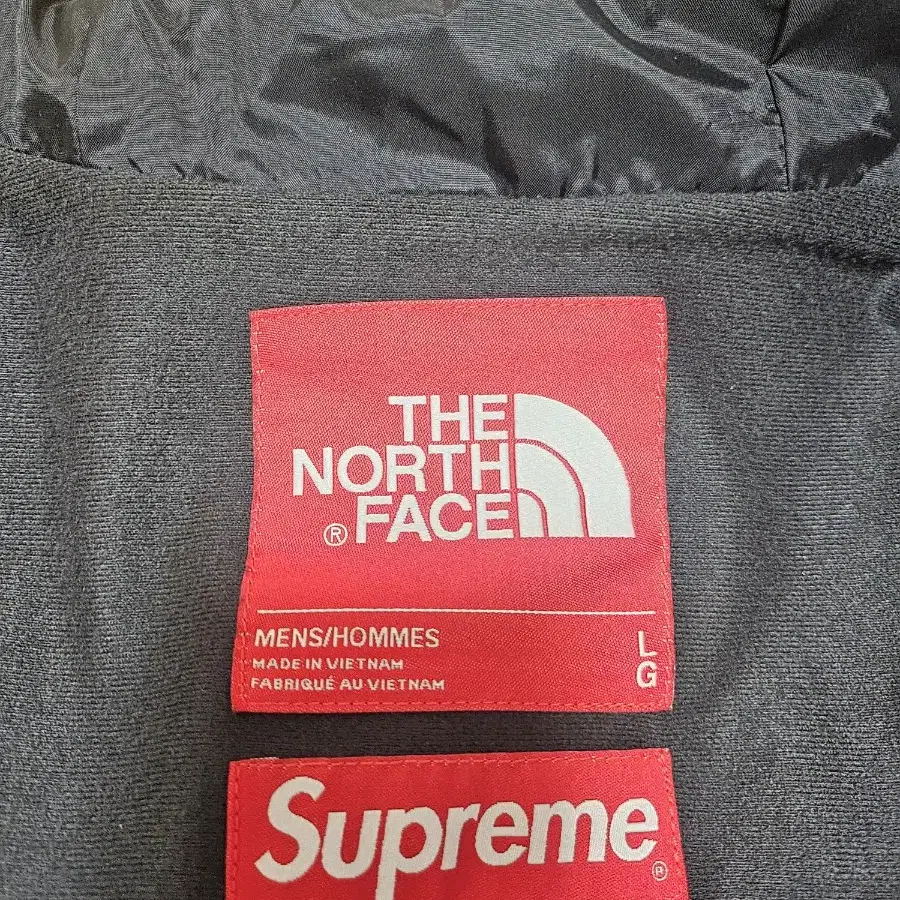 THE
NORTH
® FACE
MENS/HOMMES
MADE IN VIETNAM
FABRIQUÉ AU VIETNAM
L
G
Supreme
®